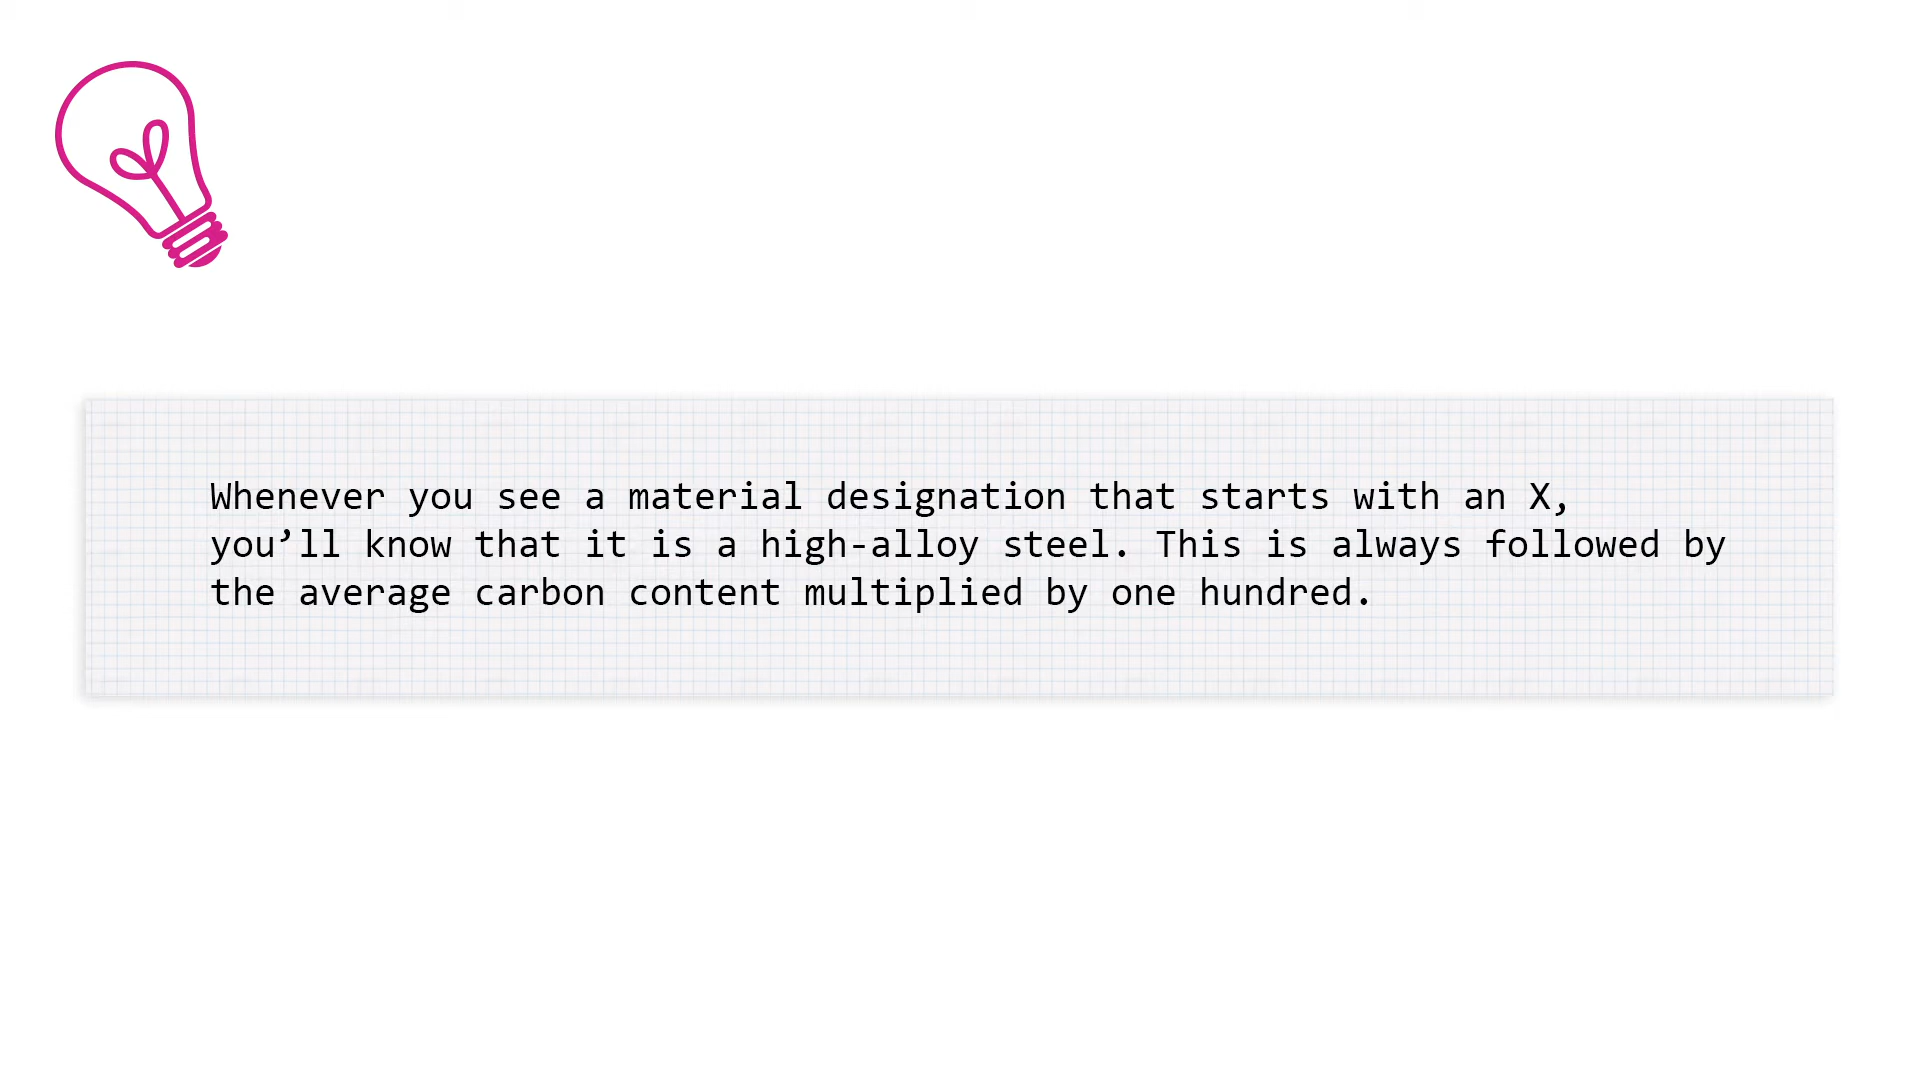 Whenever you see a material designation that starts with an X,
you’ll know that it is a high-alloy steel. This is always followed by
the average carbon content multiplied by one hundred.